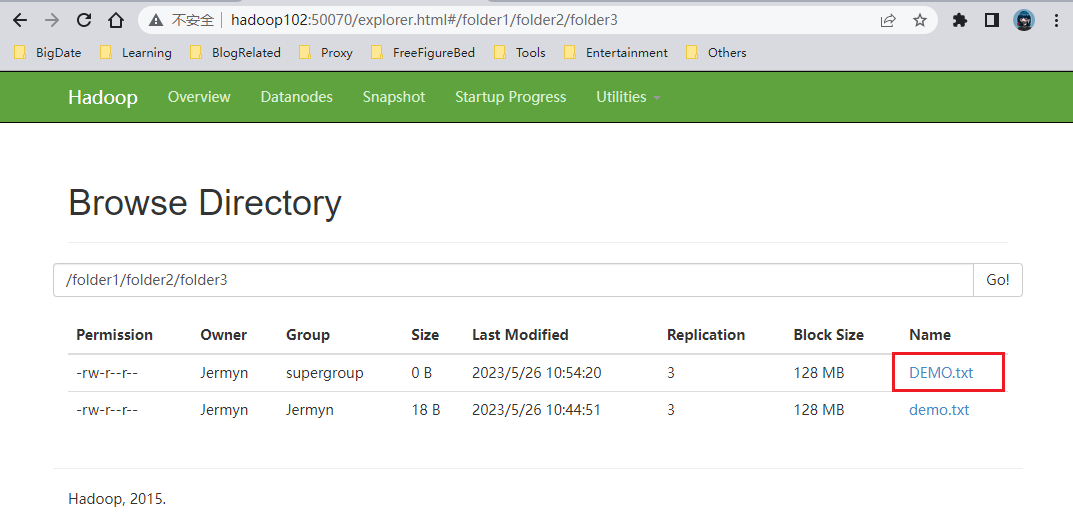 不安全 hadoop102:50070/explorer.html#/folder1/folder2/folder3
BigDate Learning BlogRelated Proxy FreeFigureBed Tools Entertainment Others
Hadoop Overview Datanodes Snapshot Startup Progress Utilities
Browse Directory
/folder1/folder2/folder3 Go!
Permission Owner Group Size Last Modified Replication Block Size Name
-rw-r--r-- Jermyn supergroup 0 B 2023/5/26 10:54:20 3 128 MB DEMO.txt
-rw-r--r-- Jermyn Jermyn 18 B 2023/5/26 10:44:51 3 128 MB demo.txt
Hadoop, 2015.